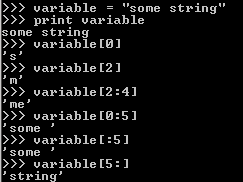 >>> variable = "some string"
>>> print variable
some string
>>> variable[0]
's'
>>> variable[2]
'm'
>>> variable[2:4]
'me'
>>> variable[0:5]
'some '
>>> variable[:5]
'some '
>>> variable[5:]
'string'